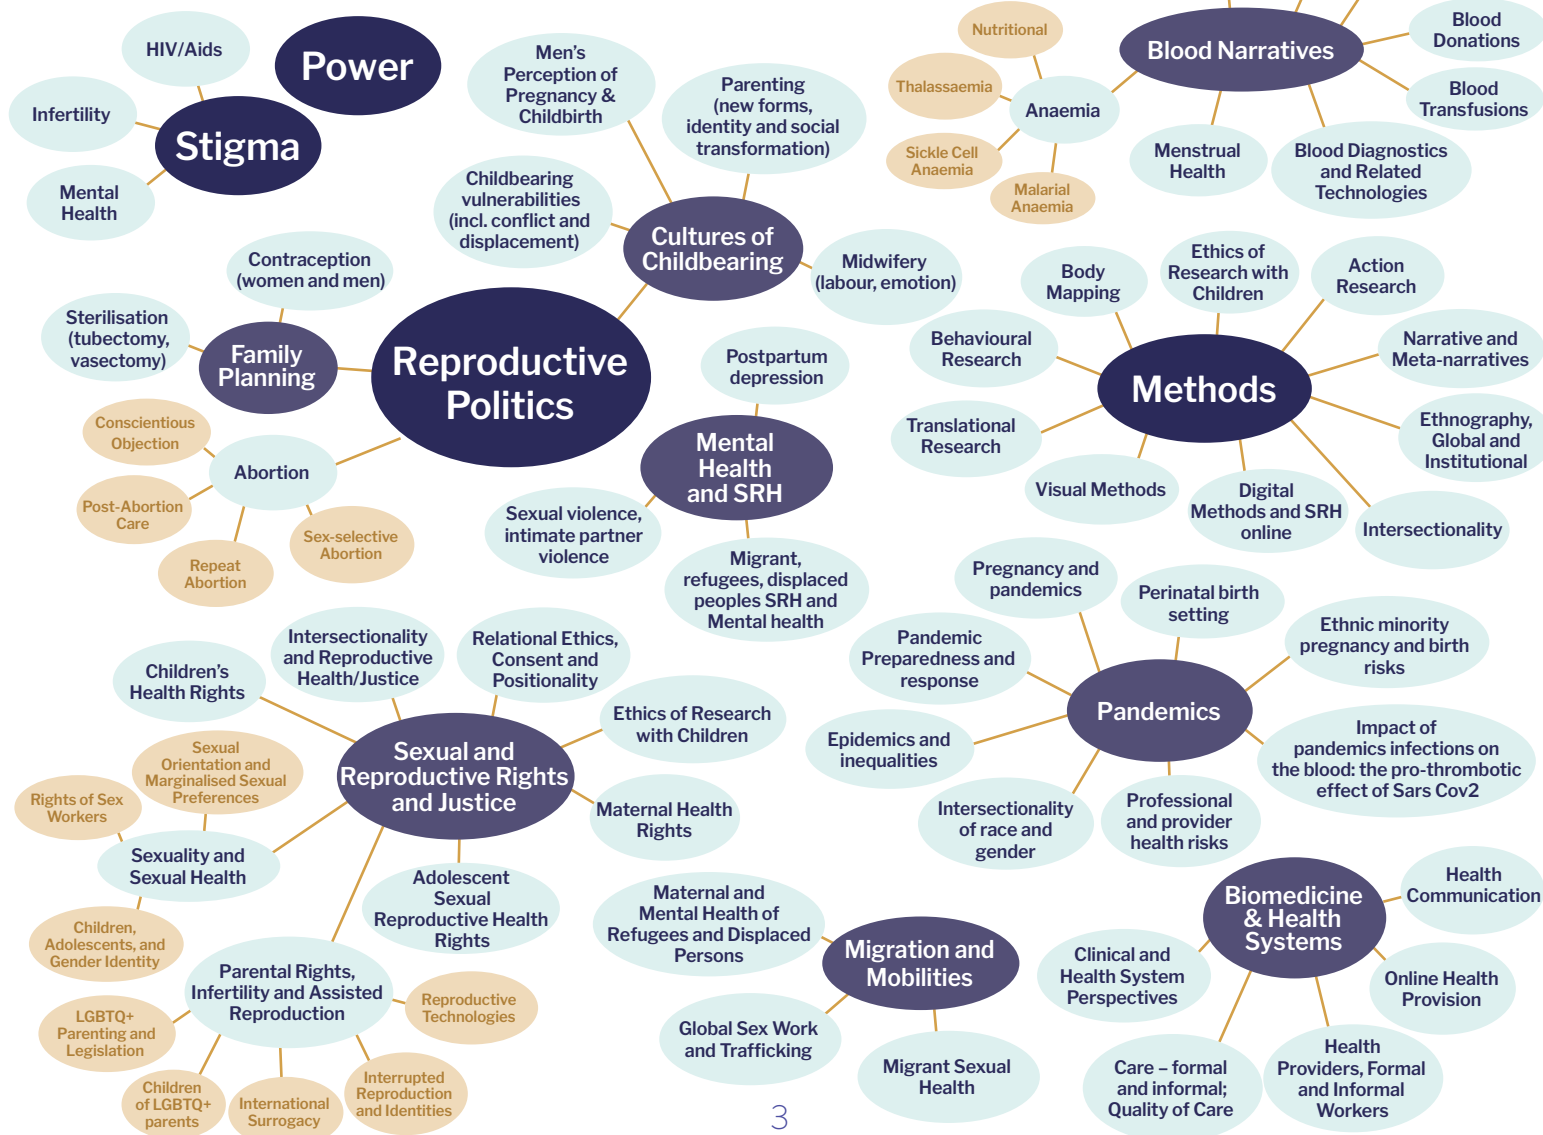 HIV/Aids
Power
Infertility
Stigma
Mental
Health
Men's
Perception of
Pregnancy &
Childbirth
Parenting
(new forms,
identity and social
transformation)
Childbearing
vulnerabilities
(incl. conflict and
displacement)
Cultures of
Childbearing
Midwifery
(labour, emotion)
Nutritional
Thalassaemia
Anaemia
Sickle Cell
Anaemia
Malarial
Anaemia
Blood Narratives
Blood
Donations
Blood
Transfusions
Menstrual
Health
Blood Diagnostics
and Related
Technologies
Contraception
(women and men)
Sterilisation
(tubectomy,
vasectomy)
Family
Planning
Reproductive
Politics
Conscientious
Objection
Abortion
Post-Abortion
Care
Repeat
Abortion
Sex-selective
Abortion
Postpartum
depression
Mental
Health
and SRH
Sexual violence,
intimate partner
violence
Migrant,
refugees, displaced
peoples SRH and
Mental health
Body
Mapping
Ethics of
Research with
Children
Action
Research
Behavioural
Research
Narrative and
Meta-narratives
Methods
Translational
Research
Ethnography,
Global and
Institutional
Visual Methods
Digital
Methods and SRH
online
Intersectionality
Pregnancy and
pandemics
Perinatal birth
setting
Pandemic
Preparedness and
response
Ethnic minority
pregnancy and birth
risks
Pandemics
Epidemics and
inequalities
Impact of
pandemics infections on
the blood: the pro-thrombotic
effect of Sars Cov2
Intersectionality
of race and
gender
Professional
and provider
health risks
Children's
Health Rights
Intersectionality
and Reproductive
Health/Justice
Relational Ethics,
Consent and
Positionality
Ethics of Research
with Children
Sexual and
Reproductive Rights
and Justice
Sexual
Orientation and
Marginalised Sexual
Preferences
Rights of Sex
Workers
Maternal Health
Rights
Sexuality and
Sexual Health
Adolescent
Sexual
Reproductive Health
Rights
Children,
Adolescents, and
Gender Identity
Parental Rights,
Infertility and Assisted
Reproduction
Reproductive
Technologies
LGBTQ+
Parenting and
Legislation
Children
of LGBTQ+
parents
International
Surrogacy
Interrupted
Reproduction
and Identities
Maternal and
Mental Health of
Refugees and Displaced
Persons
Migration and
Mobilities
Global Sex Work
and Trafficking
Migrant Sexual
Health
Biomedicine
& Health
Systems
Health
Communication
Clinical and
Health System
Perspectives
Online Health
Provision
Care – formal
and informal;
Quality of Care
Health
Providers, Formal
and Informal
Workers
3